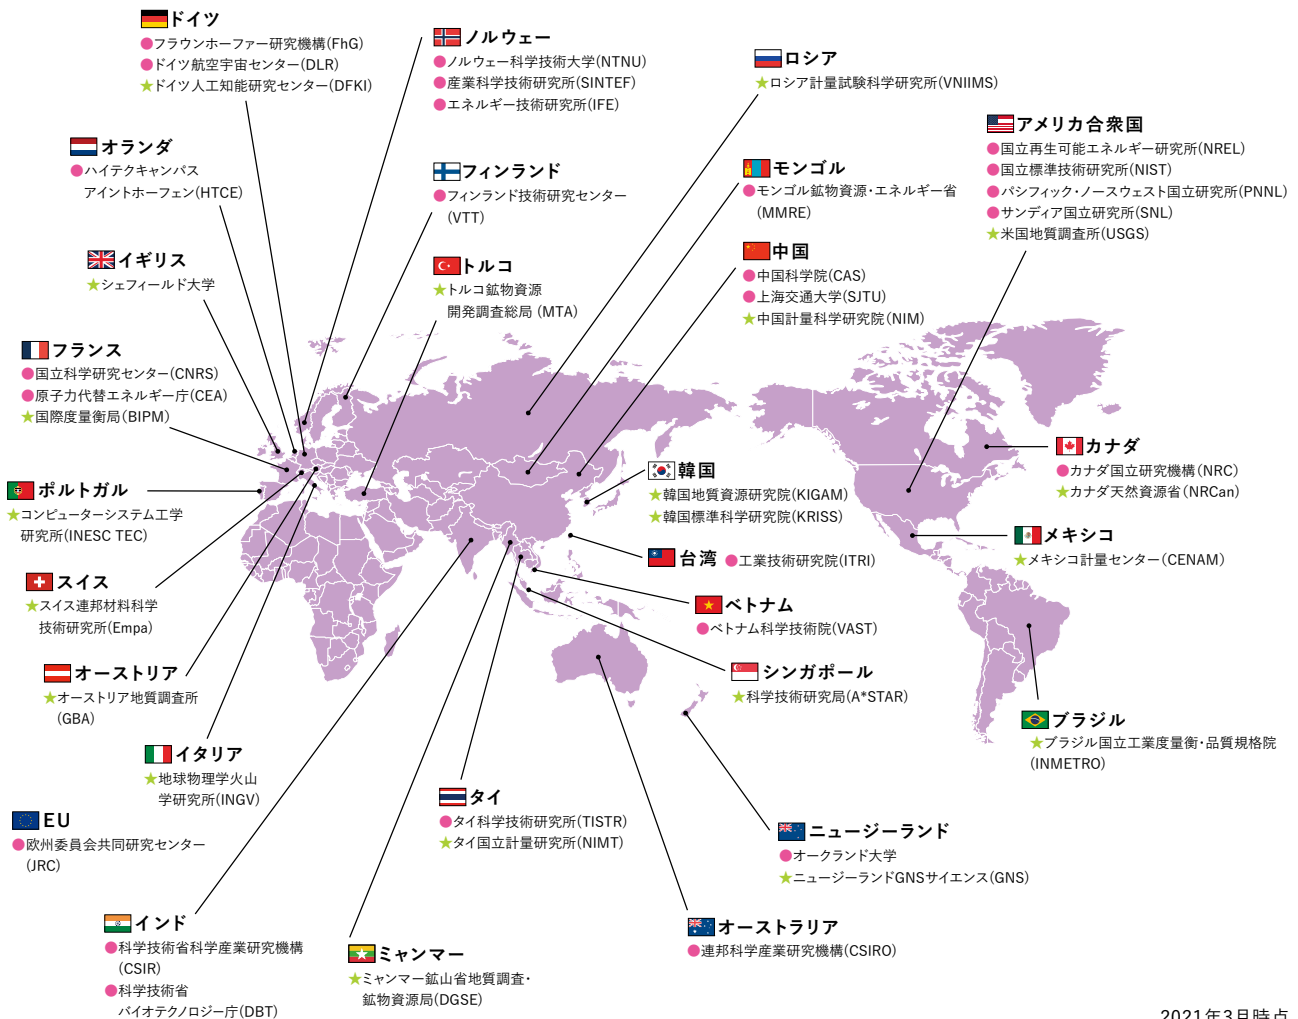 ドイツ
●フラウンホーファー研究機構(FhG)
●ドイツ航空宇宙センター(DLR)
★ドイツ人工知能研究センター(DFKI)
ノルウェー
●ノルウェー科学技術大学(NTNU)
●産業科学技術研究所(SINTEF)
●エネルギー技術研究所(IFE)
ロシア
★ロシア計量試験科学研究所(VNIIMS)
アメリカ合衆国
●国立再生可能エネルギー研究所(NREL)
●国立標準技術研究所(NIST)
●パシフィック・ノースウェスト国立研究所(PNNL)
●サンディア国立研究所(SNL)
★米国地質調査所(USGS)
オランダ
●ハイテクキャンパス
アイントホーフェン(HTCE)
フィンランド
●フィンランド技術研究センター
(VTT)
モンゴル
●モンゴル鉱物資源・エネルギー省
(MMRE)
イギリス
★シェフィールド大学
トルコ
★トルコ鉱物資源
開発調査総局 (MTA)
中国
●中国科学院(CAS)
●上海交通大学(SJTU)
★中国計量科学研究院(NIM)
フランス
●国立科学研究センター(CNRS)
●原子力代替エネルギー庁(CEA)
★国際度量衡局(BIPM)
カナダ
●カナダ国立研究機構(NRC)
★カナダ天然資源省(NRCan)
韓国
★韓国地質資源研究院(KIGAM)
★韓国標準科学研究院(KRISS)
ポルトガル
★コンピューターシステム工学
研究所(INESC TEC)
メキシコ
★メキシコ計量センター(CENAM)
台湾 ●工業技術研究院(ITRI)
スイス
★スイス連邦材料科学
技術研究所(Empa)
ベトナム
●ベトナム科学技術院(VAST)
オーストリア
★オーストリア地質調査所
(GBA)
シンガポール
★科学技術研究局(A*STAR)
ブラジル
★ブラジル国立工業度量衡・品質規格院
(INMETRO)
イタリア
★地球物理学火山
学研究所(INGV)
タイ
●タイ科学技術研究所(TISTR)
★タイ国立計量研究所(NIMT)
EU
●欧州委員会共同研究センター
(JRC)
ニュージーランド
●オークランド大学
★ニュージーランドGNSサイエンス(GNS)
インド
●科学技術省科学産業研究機構
(CSIR)
●科学技術省
バイオテクノロジー庁(DBT)
ミャンマー
★ミャンマー鉱山省地質調査・
鉱物資源局(DGSE)
オーストラリア
●連邦科学産業研究機構(CSIRO)
2021年3月時点